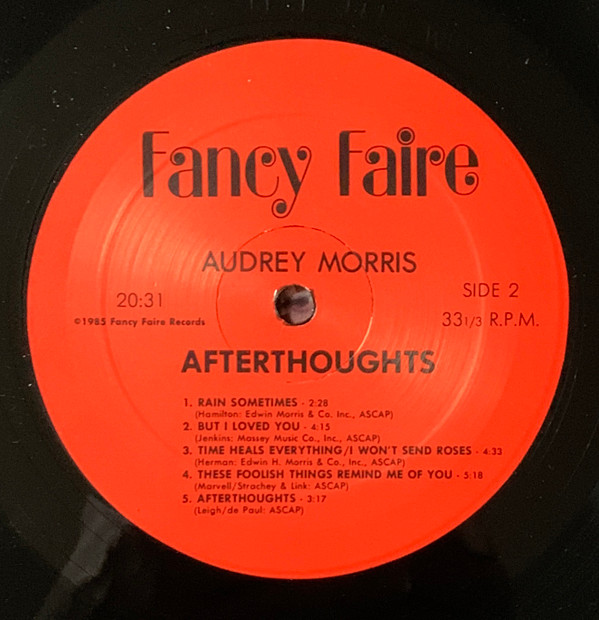 Fancy Faire
AUDREY MORRIS
20:31
SIDE 2
©1985 Fancy Faire Records
33 1/3 R.P.M.
AFTERTHOUGHTS
1. RAIN SOMETIMES - 2:28
(Hamilton: Edwin Morris & Co. Inc., ASCAP)
2. BUT I LOVED YOU - 4:15
(Jenkins: Massey Music Co., Inc., ASCAP)
3. TIME HEALS EVERYTHING/I WON'T SEND ROSES - 4:33
(Herman: Edwin H. Morris & Co., Inc., ASCAP)
4. THESE FOOLISH THINGS REMIND ME OF YOU - 5:18
(Marvell/Strachey & Link: ASCAP)
5. AFTERTHOUGHTS - 3:17
(Leigh/de Paul: ASCAP)